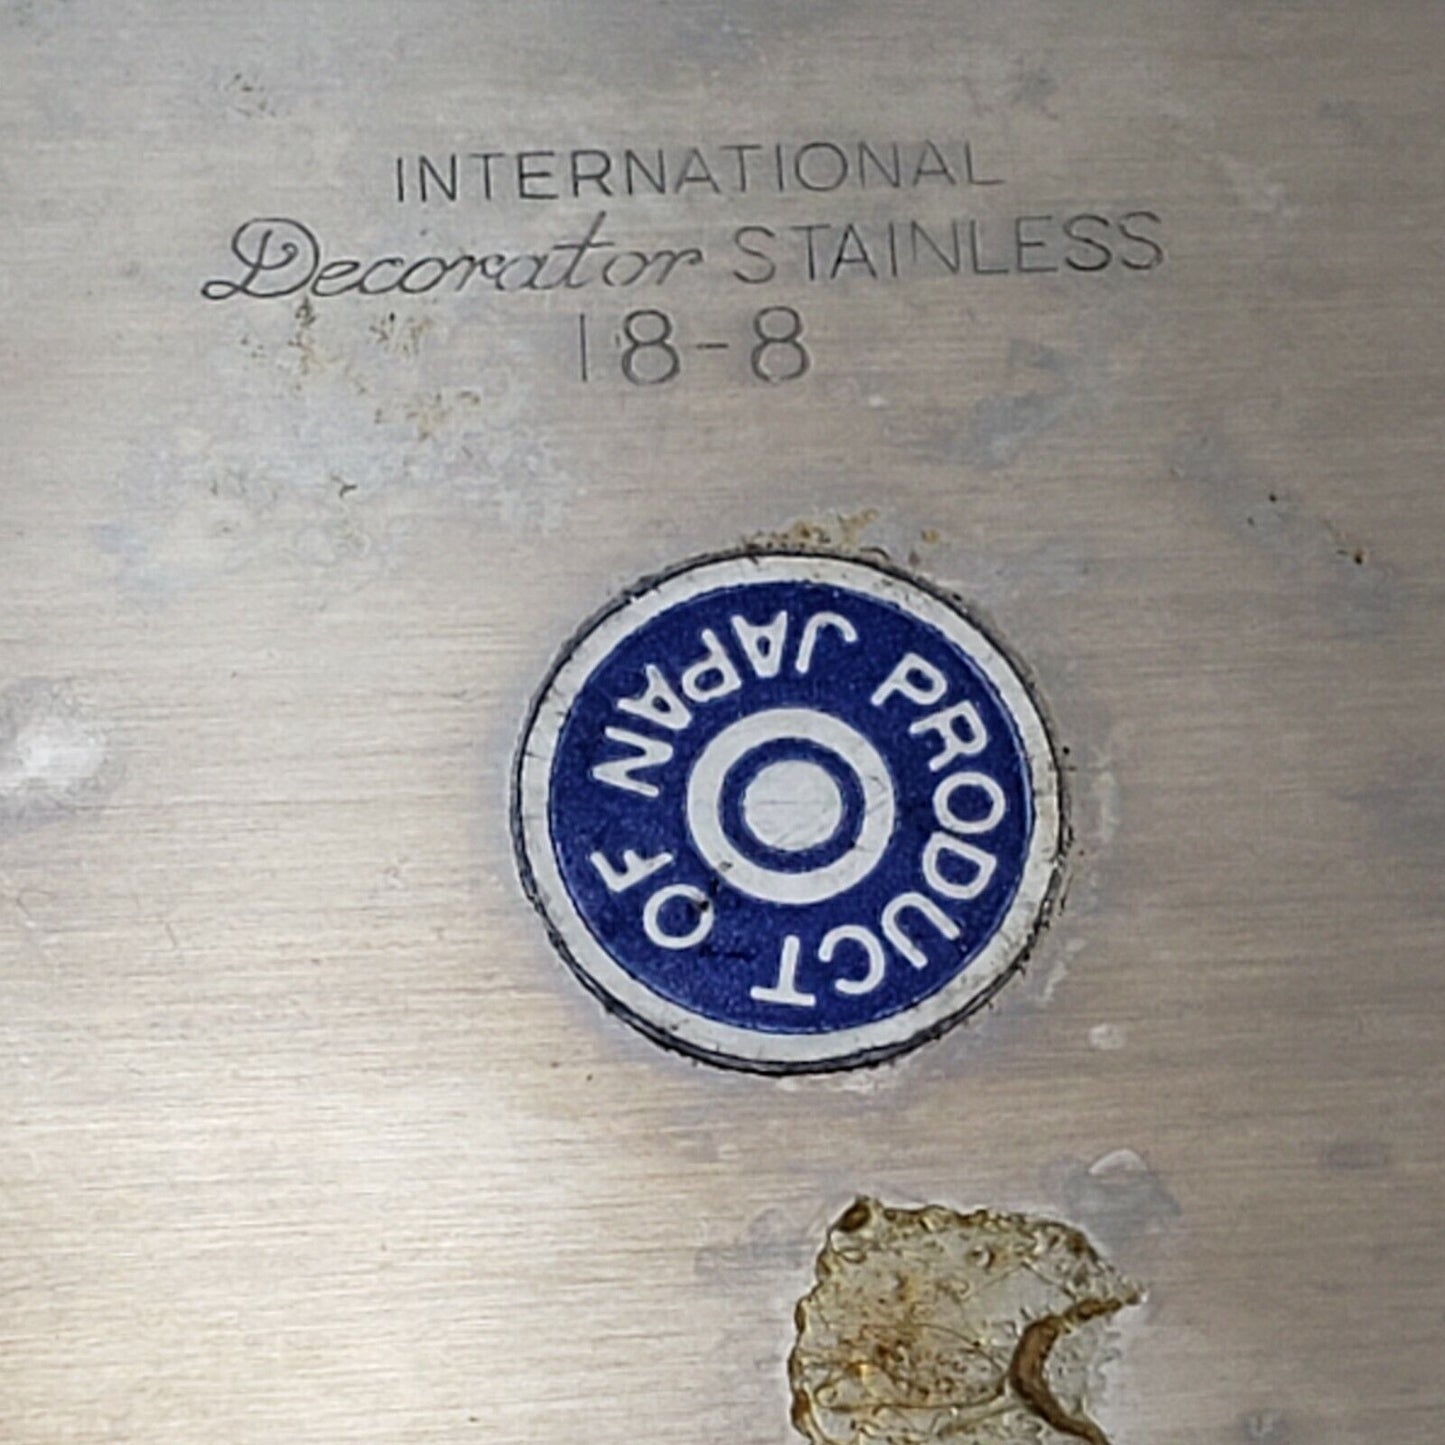 INTERNATIONAL
Decorator STAINLESS
18-8
PRODUCT OF JAPAN